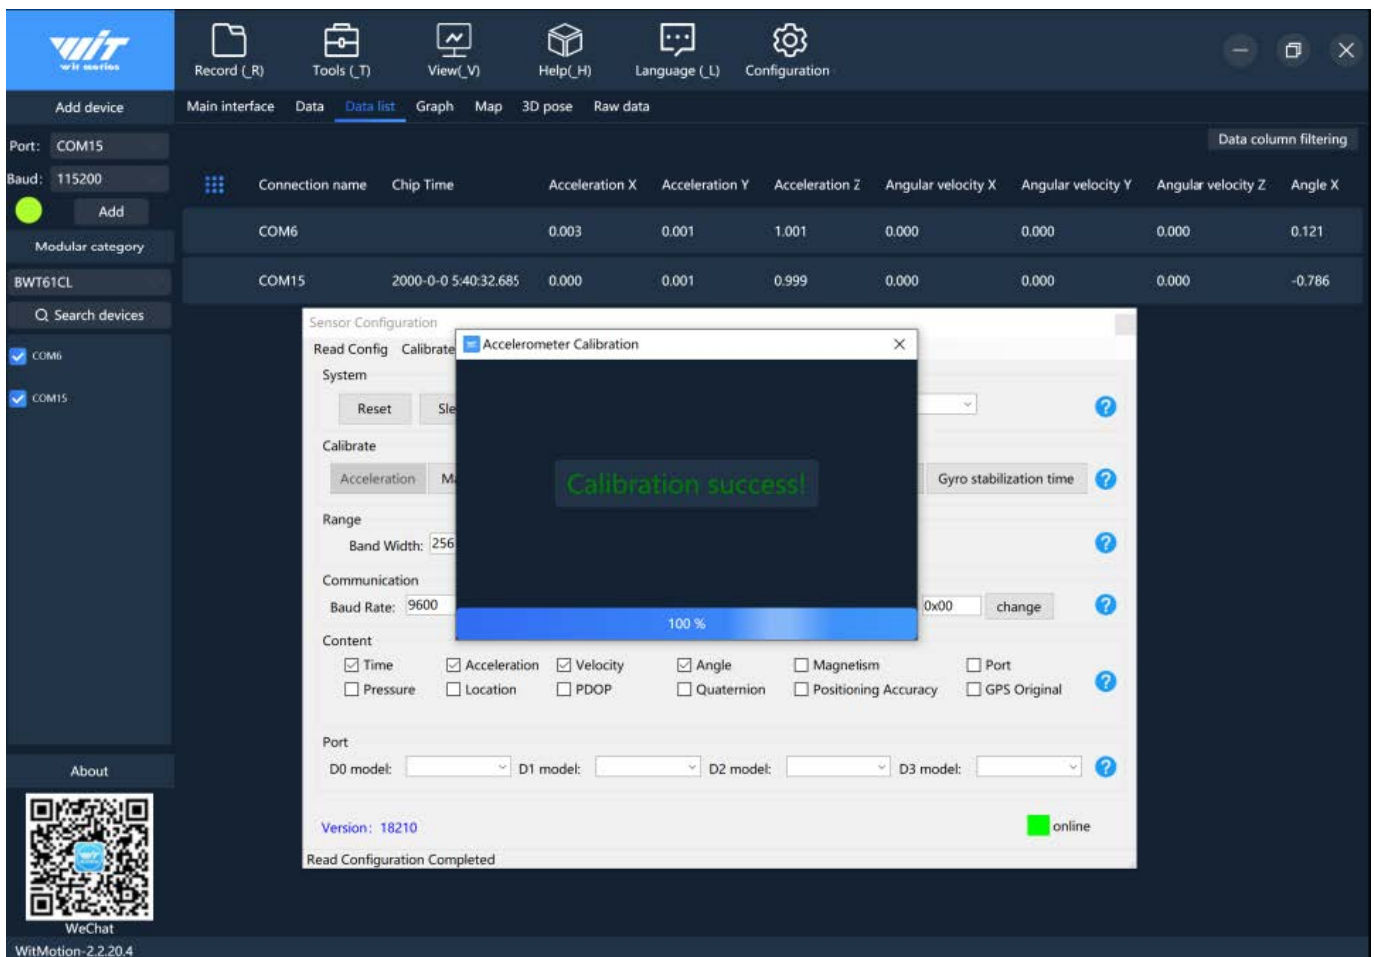 WIT
wit motion
Record (_R) Tools (_T) View(_V) Help(_H) Language (_L) Configuration
Add device Main interface Data Data list Graph Map 3D pose Raw data
Port: COM15 Data column filtering
Baud: 115200 Connection name Chip Time Acceleration X Acceleration Y Acceleration Z Angular velocity X Angular velocity Y Angular velocity Z Angle X
Add
COM6 0.003 0.001 1.001 0.000 0.000 0.000 0.121
Modular category
BWT61CL COM15 2000-0-0 5:40:32.685 0.000 0.001 0.999 0.000 0.000 0.000 -0.786
Search devices
COM6
COM15
Sensor Configuration
Read Config Calibrate
Accelerometer Calibration
System
Reset Sle
Calibrate
Acceleration Ma Gyro stabilization time
Calibration success!
Range
Band Width: 256
Communication
Baud Rate: 9600 0x00 change
100 %
Content
Time Acceleration Velocity Angle Magnetism Port
Pressure Location PDOP Quaternion Positioning Accuracy GPS Original
Port
D0 model: D1 model: D2 model: D3 model:
Version: 18210 online
Read Configuration Completed
About
WeChat
WitMotion-2.2.20.4